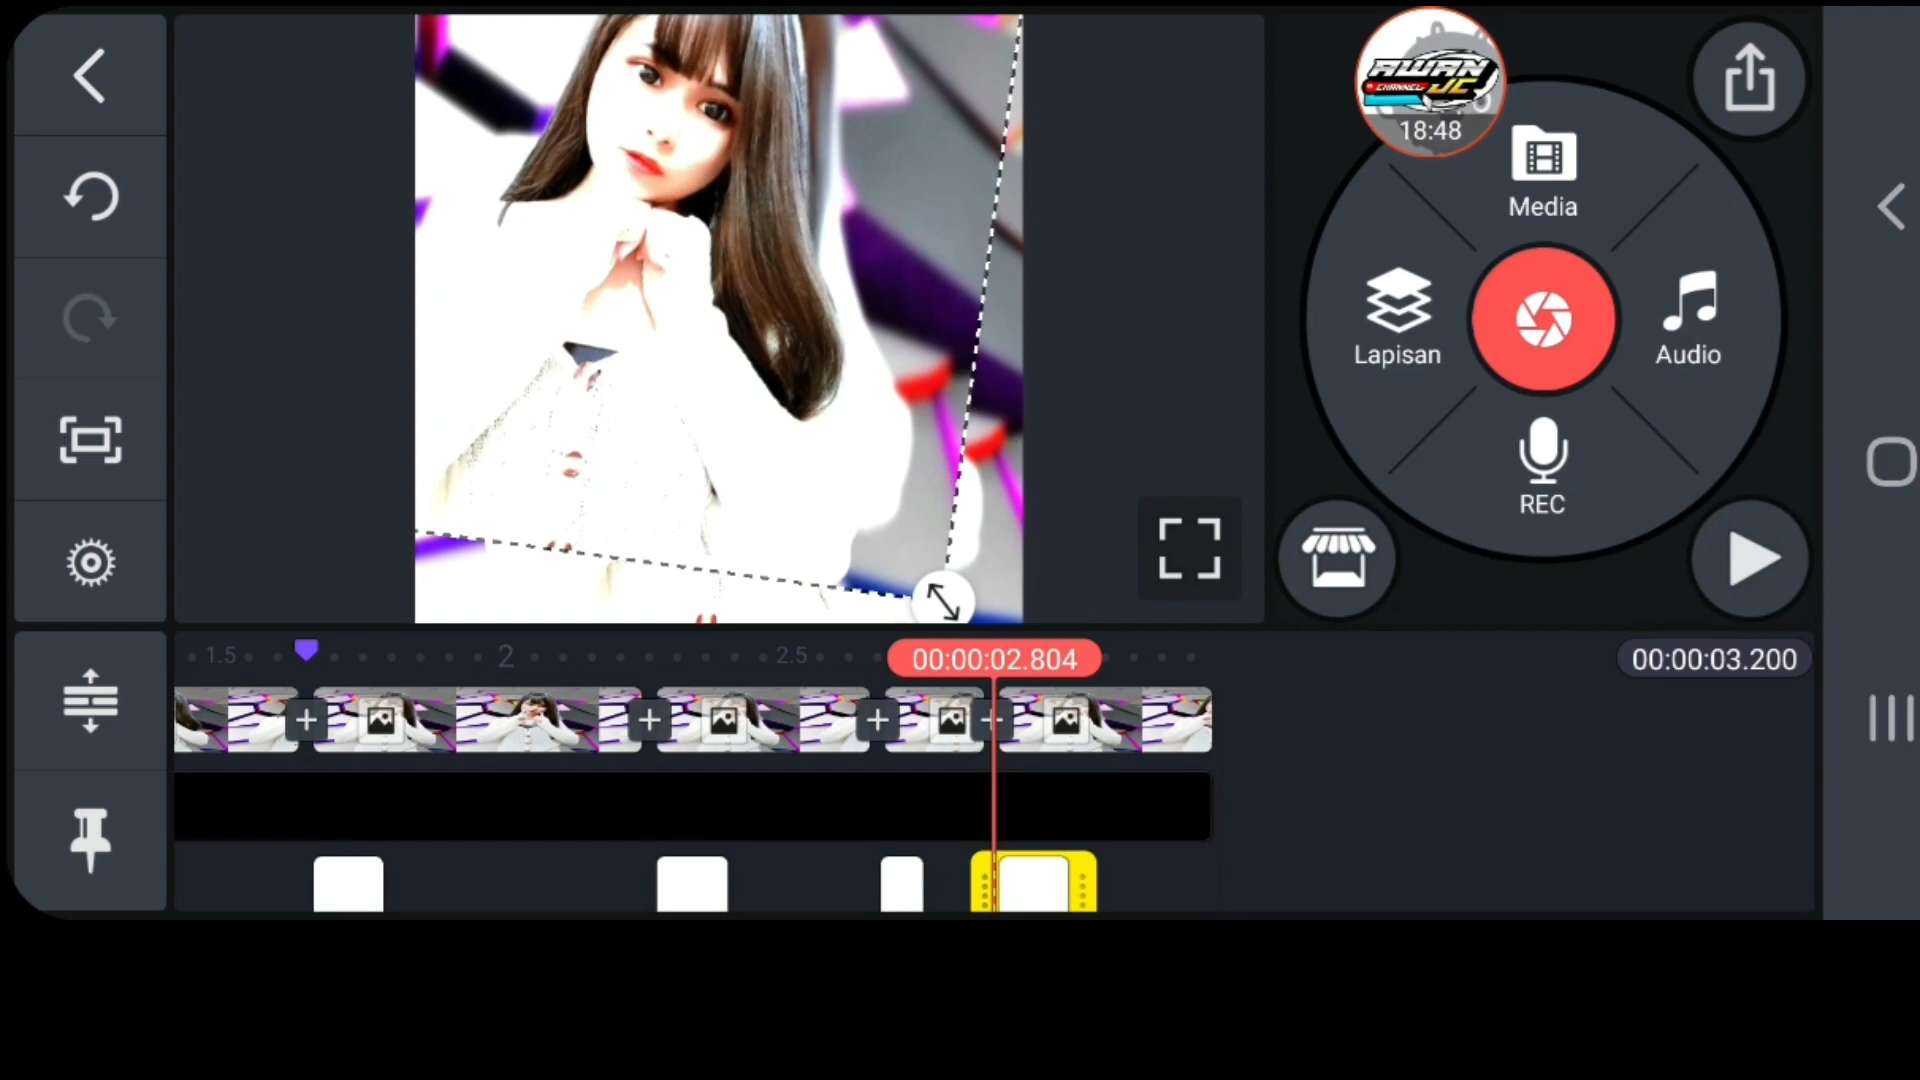 AWAN
CHANNEL JC
18:48
Media
Lapisan
Audio
REC
1.5
2
2.5
00:00:02.804
00:00:03.200